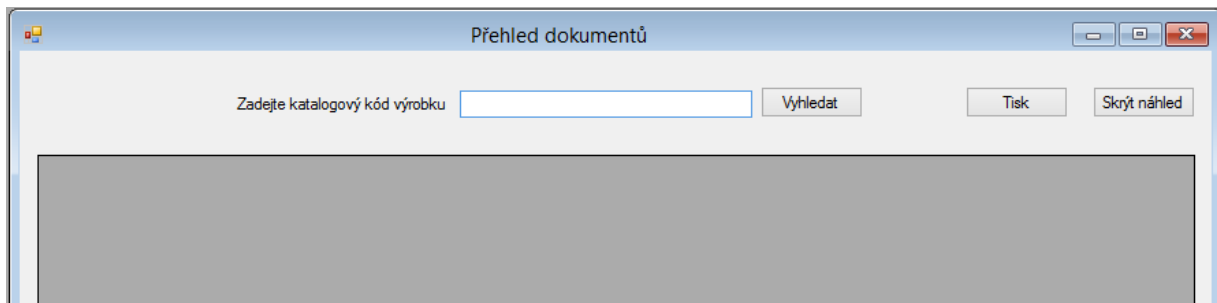 Přehled dokumentů
Zadejte katalogový kód výrobku Vyhledat Tisk Skrýt náhled